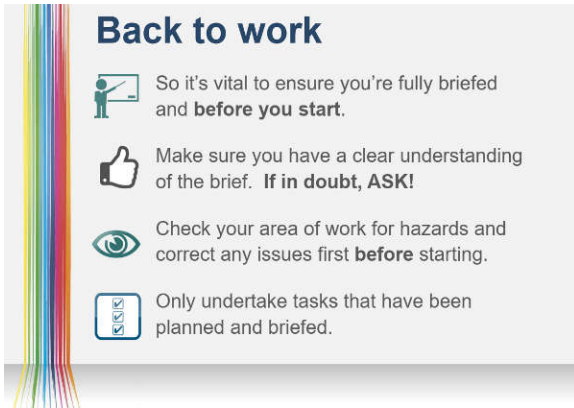 Back to work
So it's vital to ensure you're fully briefed
and before you start.
Make sure you have a clear understanding
of the brief.  If in doubt, ASK!
Check your area of work for hazards and
correct any issues first before starting.
Only undertake tasks that have been
planned and briefed.